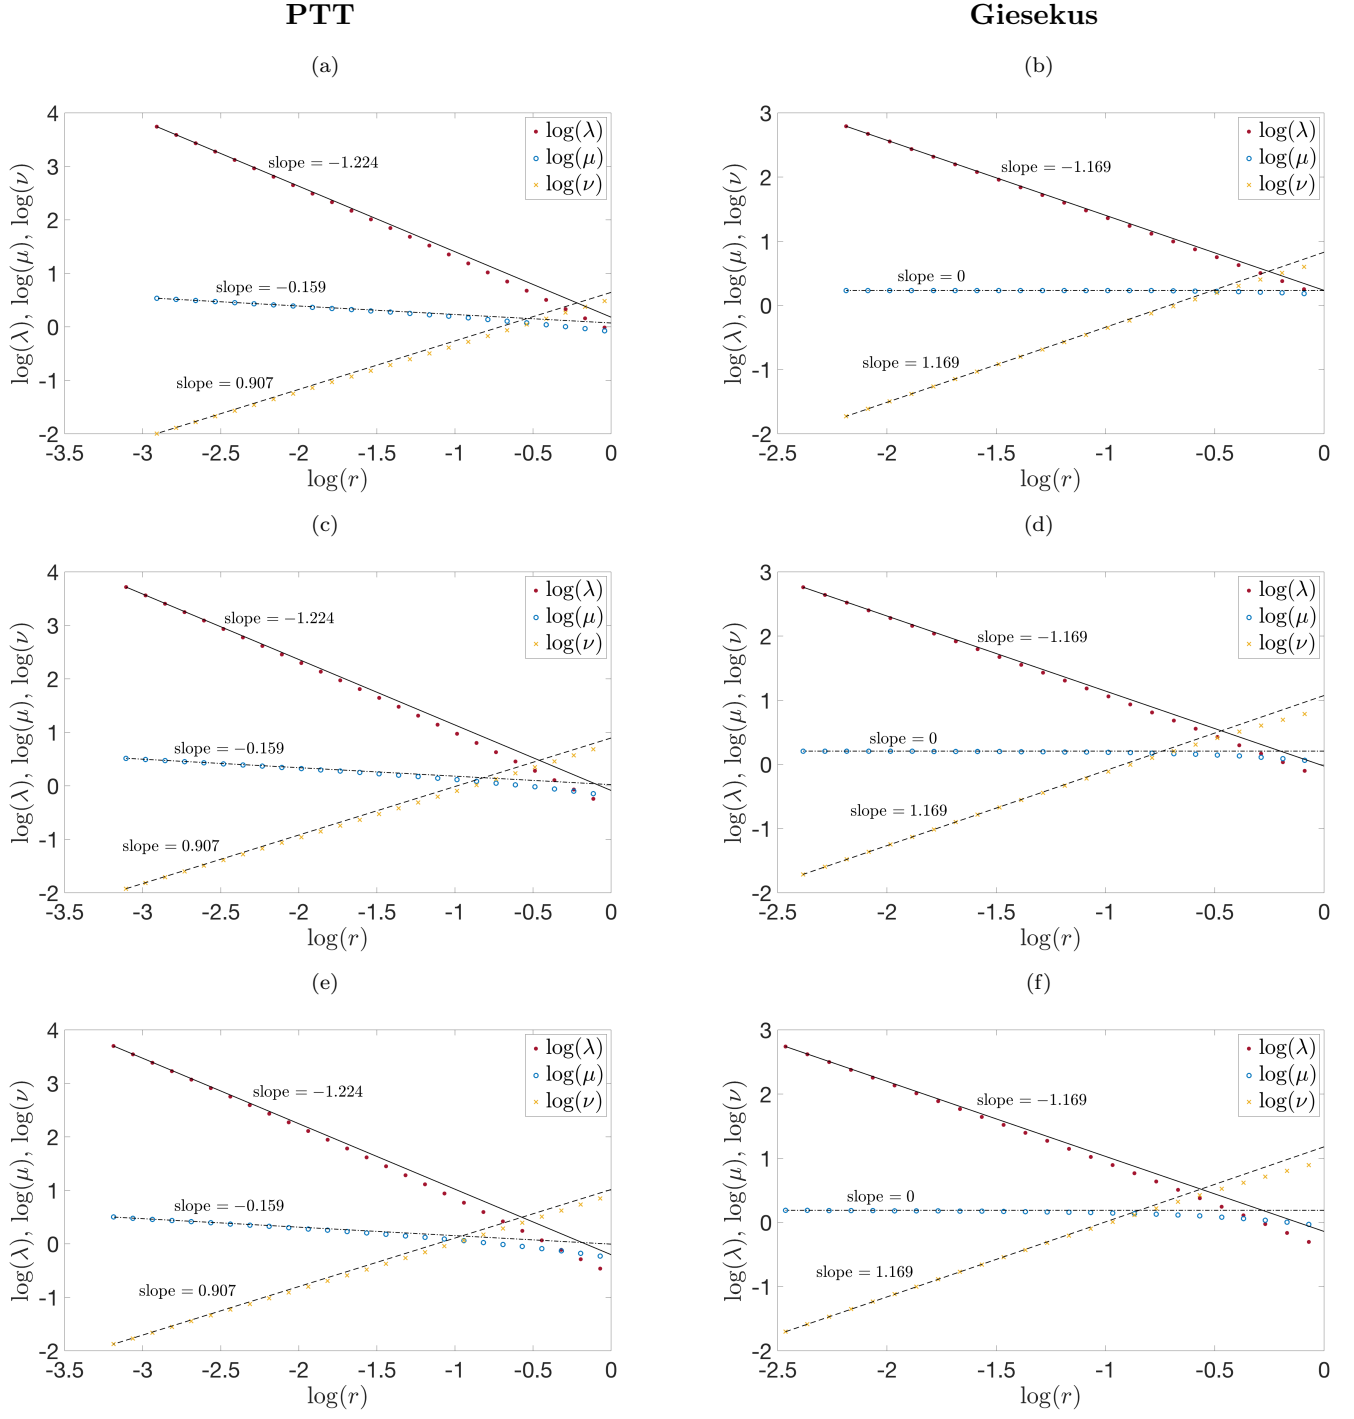 PTT
Giesekus
(a)
4
3
2
1
0
-1
-2
-3.5 -3 -2.5 -2 -1.5 -1 -0.5 0
log(r)
log(λ), log(μ), log(ν)
slope = −1.224
slope = −0.159
slope = 0.907
log(λ)
log(μ)
log(ν)
(b)
3
2
1
0
-1
-2
-2.5 -2 -1.5 -1 -0.5 0
log(r)
log(λ), log(μ), log(ν)
slope = −1.169
slope = 0
slope = 1.169
log(λ)
log(μ)
log(ν)
(c)
4
3
2
1
0
-1
-2
-3.5 -3 -2.5 -2 -1.5 -1 -0.5 0
log(r)
log(λ), log(μ), log(ν)
slope = −1.224
slope = −0.159
slope = 0.907
log(λ)
log(μ)
log(ν)
(d)
3
2
1
0
-1
-2
-2.5 -2 -1.5 -1 -0.5 0
log(r)
log(λ), log(μ), log(ν)
slope = −1.169
slope = 0
slope = 1.169
log(λ)
log(μ)
log(ν)
(e)
4
3
2
1
0
-1
-2
-3.5 -3 -2.5 -2 -1.5 -1 -0.5 0
log(r)
log(λ), log(μ), log(ν)
slope = −1.224
slope = −0.159
slope = 0.907
log(λ)
log(μ)
log(ν)
(f)
3
2
1
0
-1
-2
-2.5 -2 -1.5 -1 -0.5 0
log(r)
log(λ), log(μ), log(ν)
slope = −1.169
slope = 0
slope = 1.169
log(λ)
log(μ)
log(ν)